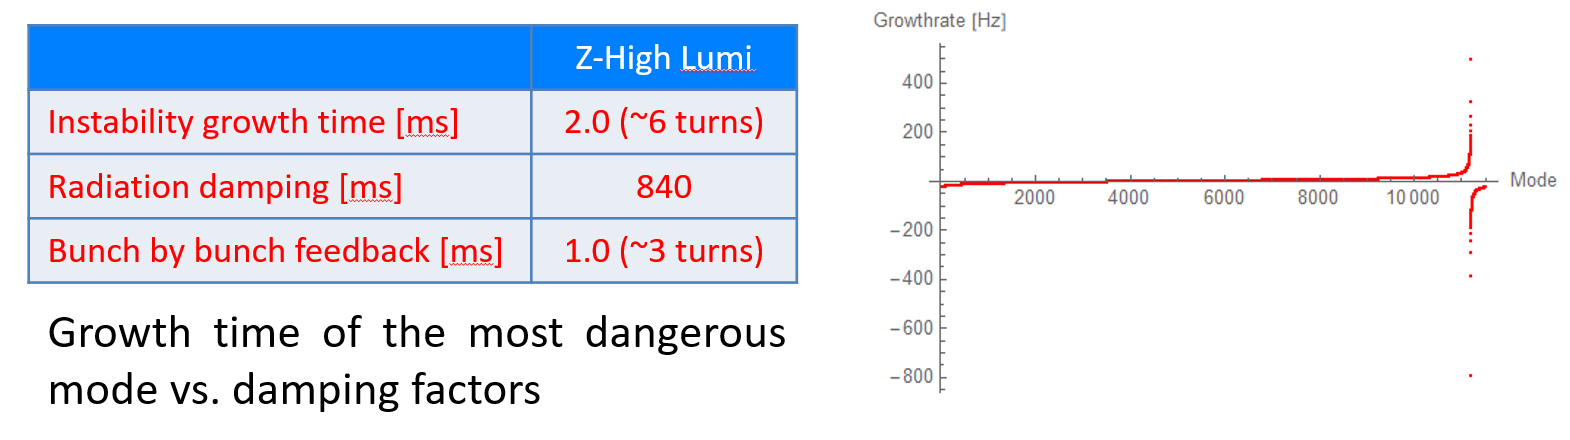 Z-High Lumi
Instability growth time [ms] 2.0 (~6 turns)
Radiation damping [ms] 840
Bunch by bunch feedback [ms] 1.0 (~3 turns)
Growth time of the most dangerous
mode vs. damping factors
Growthrate [Hz]
400
200
Mode
2000 4000 6000 8000 10 000
−200
−400
−600
−800